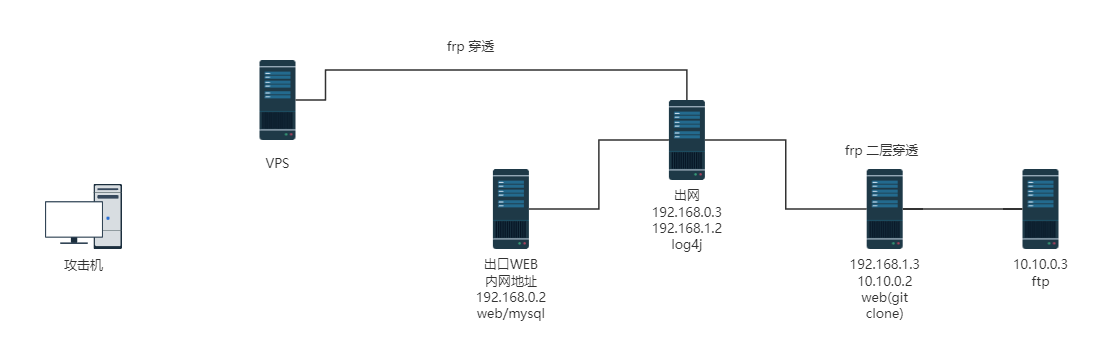 frp 穿透
VPS
攻击机
出口WEB
内网地址
192.168.0.2
web/mysql
出网
192.168.0.3
192.168.1.2
log4j
frp 二层穿透
192.168.1.3
10.10.0.2
web(git
clone)
10.10.0.3
ftp